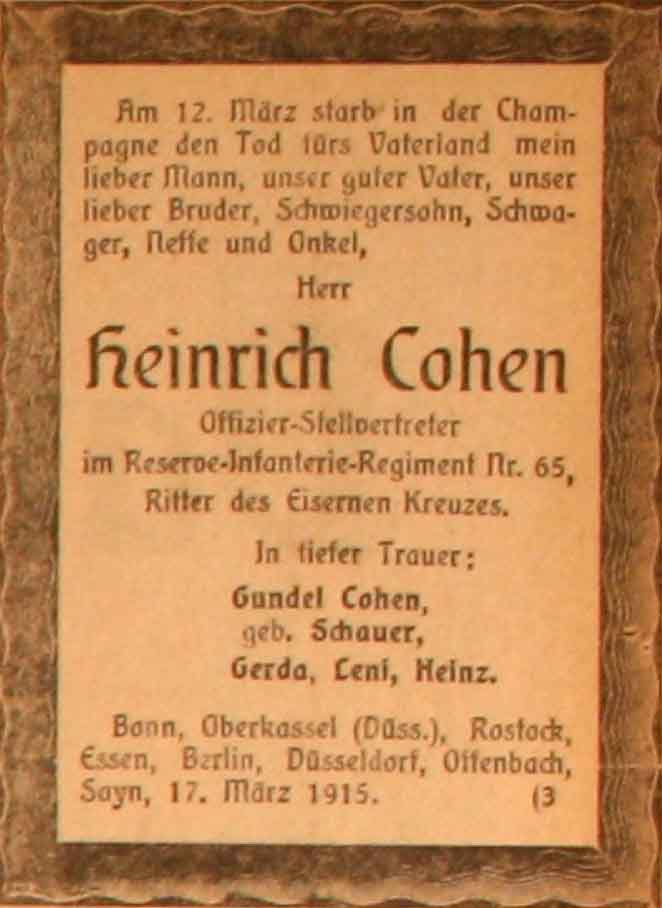 Am 12. März starb in der Cham-
pagne den Tod fürs Vaterland mein
lieber Mann, unser guter Vater, unser
lieber Bruder, Schwiegersohn, Schwa-
ger, Neffe und Onkel,
Herr
Heinrich Cohen
Offizier-Stellvertreter
im Reserve-Infanterie-Regiment Nr. 65,
Ritter des Eisernen Kreuzes.
In tiefer Trauer:
Gundel Cohen,
geb. Schauer,
Gerda, Leni, Heinz.
Bonn, Oberkassel (Düss.), Rostock,
Essen, Berlin, Düsseldorf, Offenbach,
Sayn, 17. März 1915. (3